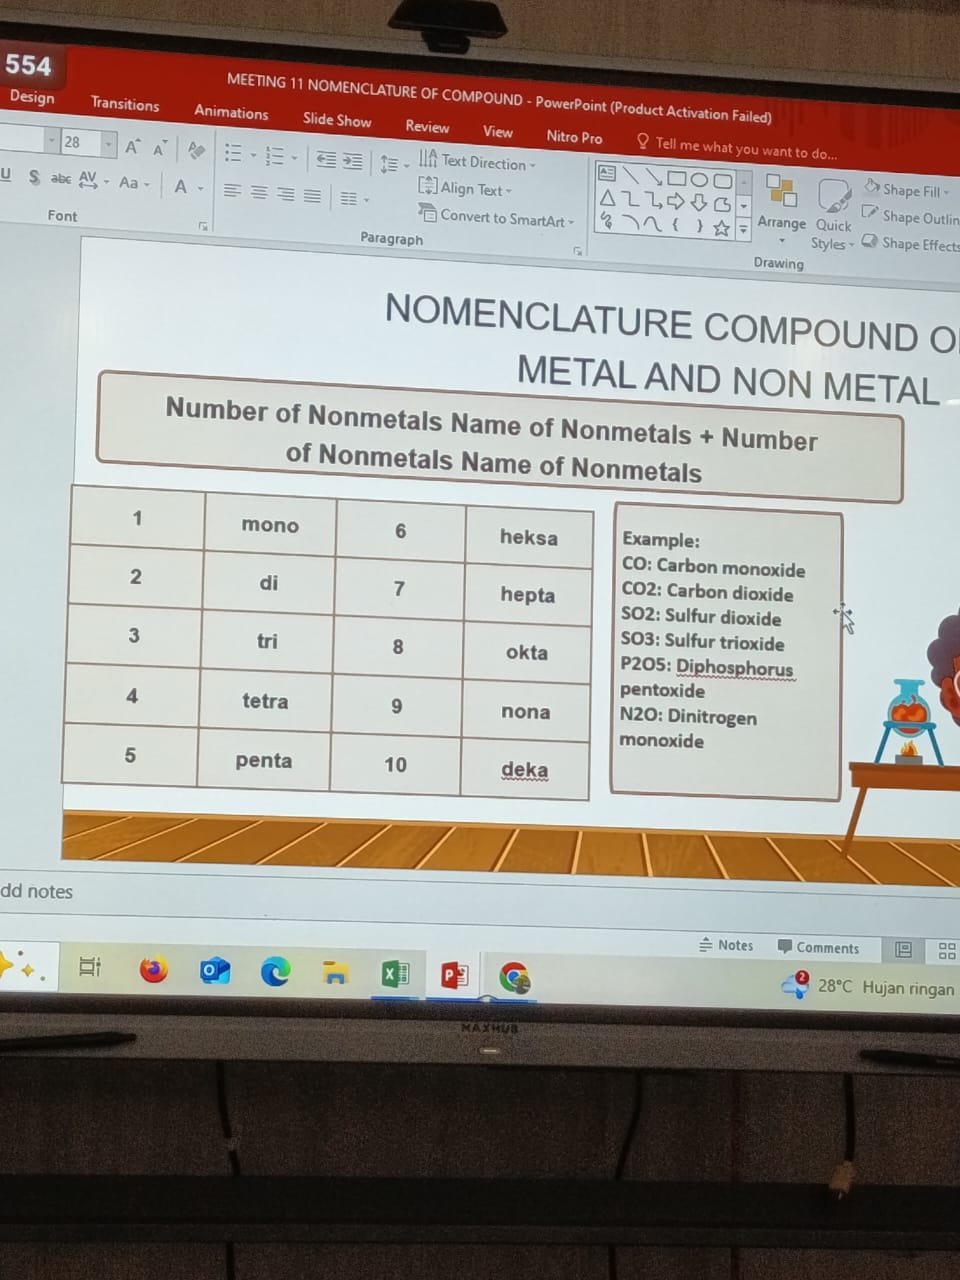 554
MEETING 11 NOMENCLATURE OF COMPOUND - PowerPoint (Product Activation Failed)
Design Transitions Animations Slide Show Review View Nitro Pro Tell me what you want to do...
28
Text Direction
Align Text
Convert to SmartArt
abc AV Aa A
Font
Paragraph
Arrange
Quick
Styles
Shape Fill
Shape Outlin
Shape Effects
Drawing
NOMENCLATURE COMPOUND O
METAL AND NON METAL
Number of Nonmetals Name of Nonmetals + Number
of Nonmetals Name of Nonmetals
1 mono 6 heksa
2 di 7 hepta
3 tri 8 okta
4 tetra 9 nona
5 penta 10 deka
Example:
CO: Carbon monoxide
CO2: Carbon dioxide
SO2: Sulfur dioxide
SO3: Sulfur trioxide
P2O5: Diphosphorus
pentoxide
N2O: Dinitrogen
monoxide
dd notes
Notes Comments
2
28°C Hujan ringan
MAXHUB